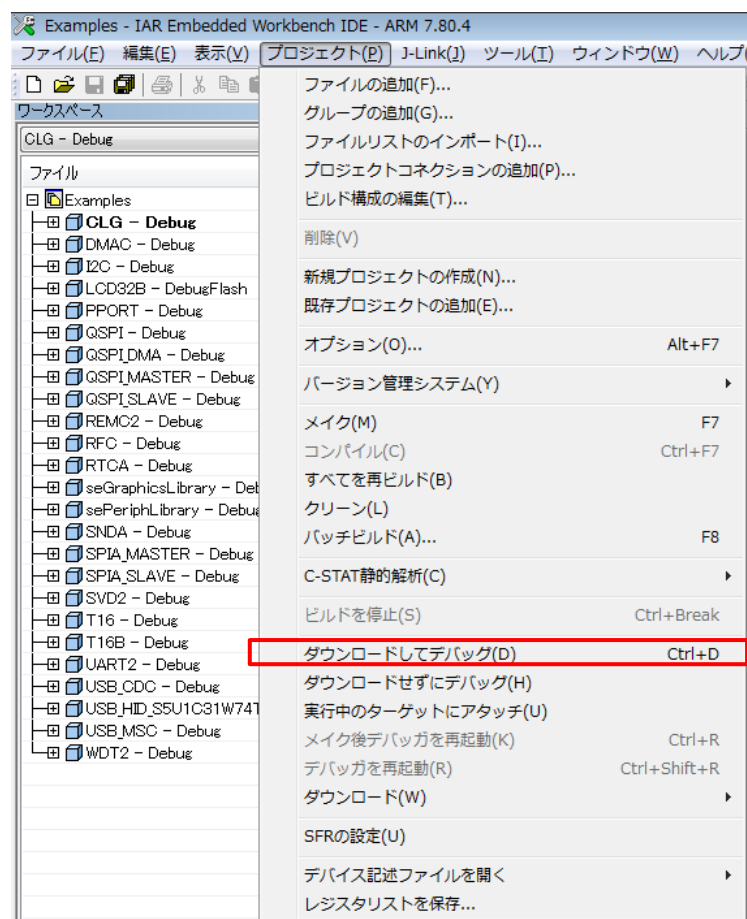 Examples - IAR Embedded Workbench IDE - ARM 7.80.4
ファイル(F) 編集(E) 表示(V) プロジェクト(P) J-Link(J) ツール(T) ウィンドウ(W) ヘルプ(
ワークスペース
CLG - Debug
ファイル
Examples
CLG - Debug
DMAC - Debug
I2C - Debug
LCD32B - DebugFlash
PPORT - Debug
QSPI - Debug
QSPI_DMA - Debug
QSPI_MASTER - Debug
QSPI_SLAVE - Debug
REMC2 - Debug
RFC - Debug
RTCA - Debug
seGraphicsLibrary - Deb
sePeriphLibrary - Debug
SNDA - Debug
SPIA_MASTER - Debug
SPIA_SLAVE - Debug
SVD2 - Debug
T16 - Debug
T16B - Debug
UART2 - Debug
USB_CDC - Debug
USB_HID_S5U1C31W74T
USB_MSC - Debug
WDT2 - Debug
ファイルの追加(F)...
グループの追加(G)...
ファイルリストのインポート(I)...
プロジェクトコネクションの追加(P)...
ビルド構成の編集(T)...
削除(V)
新規プロジェクトの作成(N)...
既存プロジェクトの追加(E)...
オプション(O)... Alt+F7
バージョン管理システム(Y)
メイク(M) F7
コンパイル(C) Ctrl+F7
すべてを再ビルド(B)
クリーン(L)
バッチビルド(A)... F8
C-STAT静的解析(C)
ビルドを停止(S) Ctrl+Break
ダウンロードしてデバッグ(D) Ctrl+D
ダウンロードせずにデバッグ(H)
実行中のターゲットにアタッチ(U)
メイク後デバッガを再起動(K) Ctrl+R
デバッガを再起動(R) Ctrl+Shift+R
ダウンロード(W)
SFRの設定(U)
デバイス記述ファイルを開く
レジスタリストを保存...